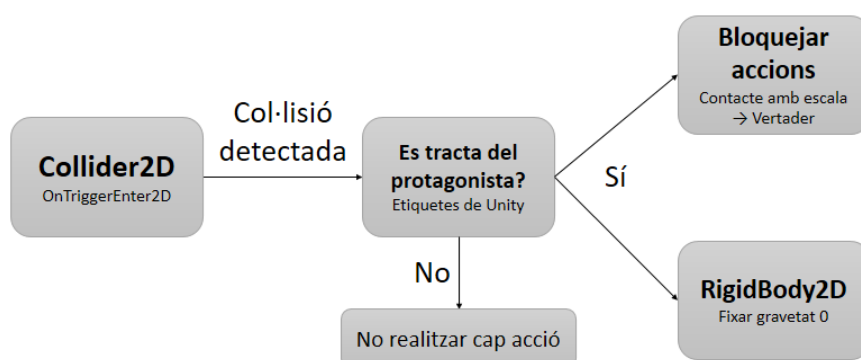 Collider2D
OnTriggerEnter2D
Col·lisió
detectada
Es tracta del
protagonista?
Etiquetes de Unity
No
No realitzar cap acció
Sí
Bloquejar
accions
Contacte amb escala
→ Vertader
RigidBody2D
Fixar gravetat 0